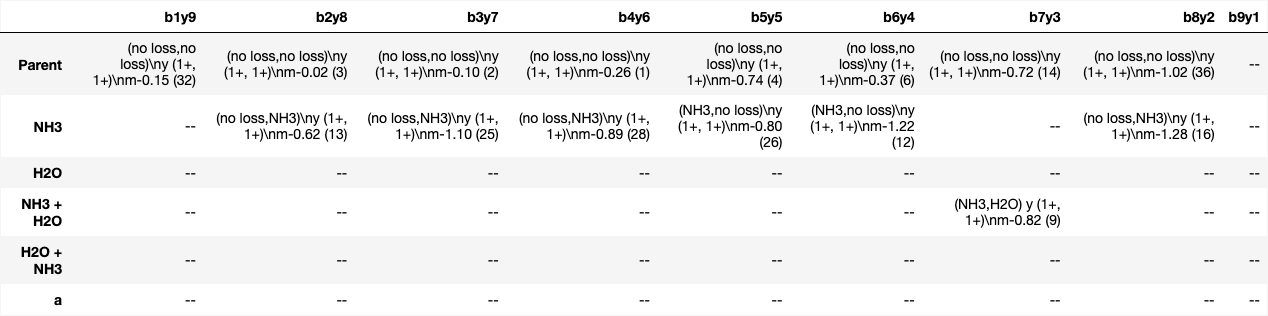 b1y9 b2y8 b3y7 b4y6 b5y5 b6y4 b7y3 b8y2 b9y1
Parent (no loss,no loss)\ny (1+, 1+)\nm-0.15 (32) (no loss,no loss)\ny (1+, 1+)\nm-0.02 (3) (no loss,no loss)\ny (1+, 1+)\nm-0.10 (2) (no loss,no loss)\ny (1+, 1+)\nm-0.26 (1) (no loss,no loss)\ny (1+, 1+)\nm-0.74 (4) (no loss,no loss)\ny (1+, 1+)\nm-0.37 (6) (no loss,no loss)\ny (1+, 1+)\nm-0.72 (14) (no loss,no loss)\ny (1+, 1+)\nm-1.02 (36) --
NH3 -- (no loss,NH3)\ny (1+, 1+)\nm-0.62 (13) (no loss,NH3)\ny (1+, 1+)\nm-1.10 (25) (no loss,NH3)\ny (1+, 1+)\nm-0.89 (28) (NH3,no loss)\ny (1+, 1+)\nm-0.80 (26) (NH3,no loss)\ny (1+, 1+)\nm-1.22 (12) -- (no loss,NH3)\ny (1+, 1+)\nm-1.28 (16) --
H2O -- -- -- -- -- -- -- -- --
NH3 + H2O -- -- -- -- -- -- (NH3,H2O) y (1+, 1+)\nm-0.82 (9) -- --
H2O + NH3 -- -- -- -- -- -- -- -- --
a -- -- -- -- -- -- -- -- --